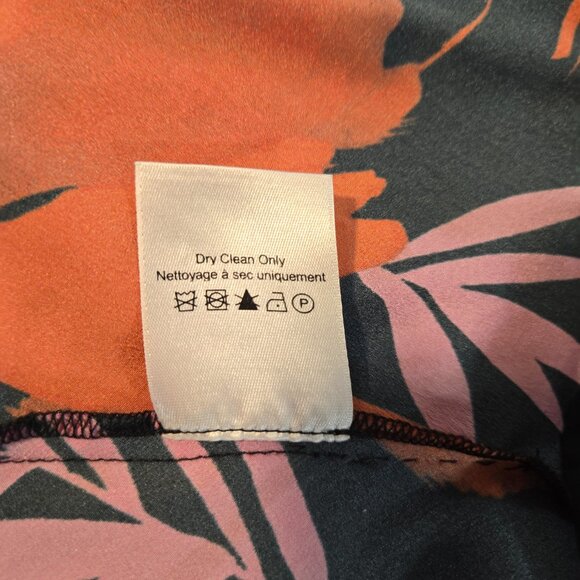 Dry Clean Only
Nettoyage à sec uniquement
P